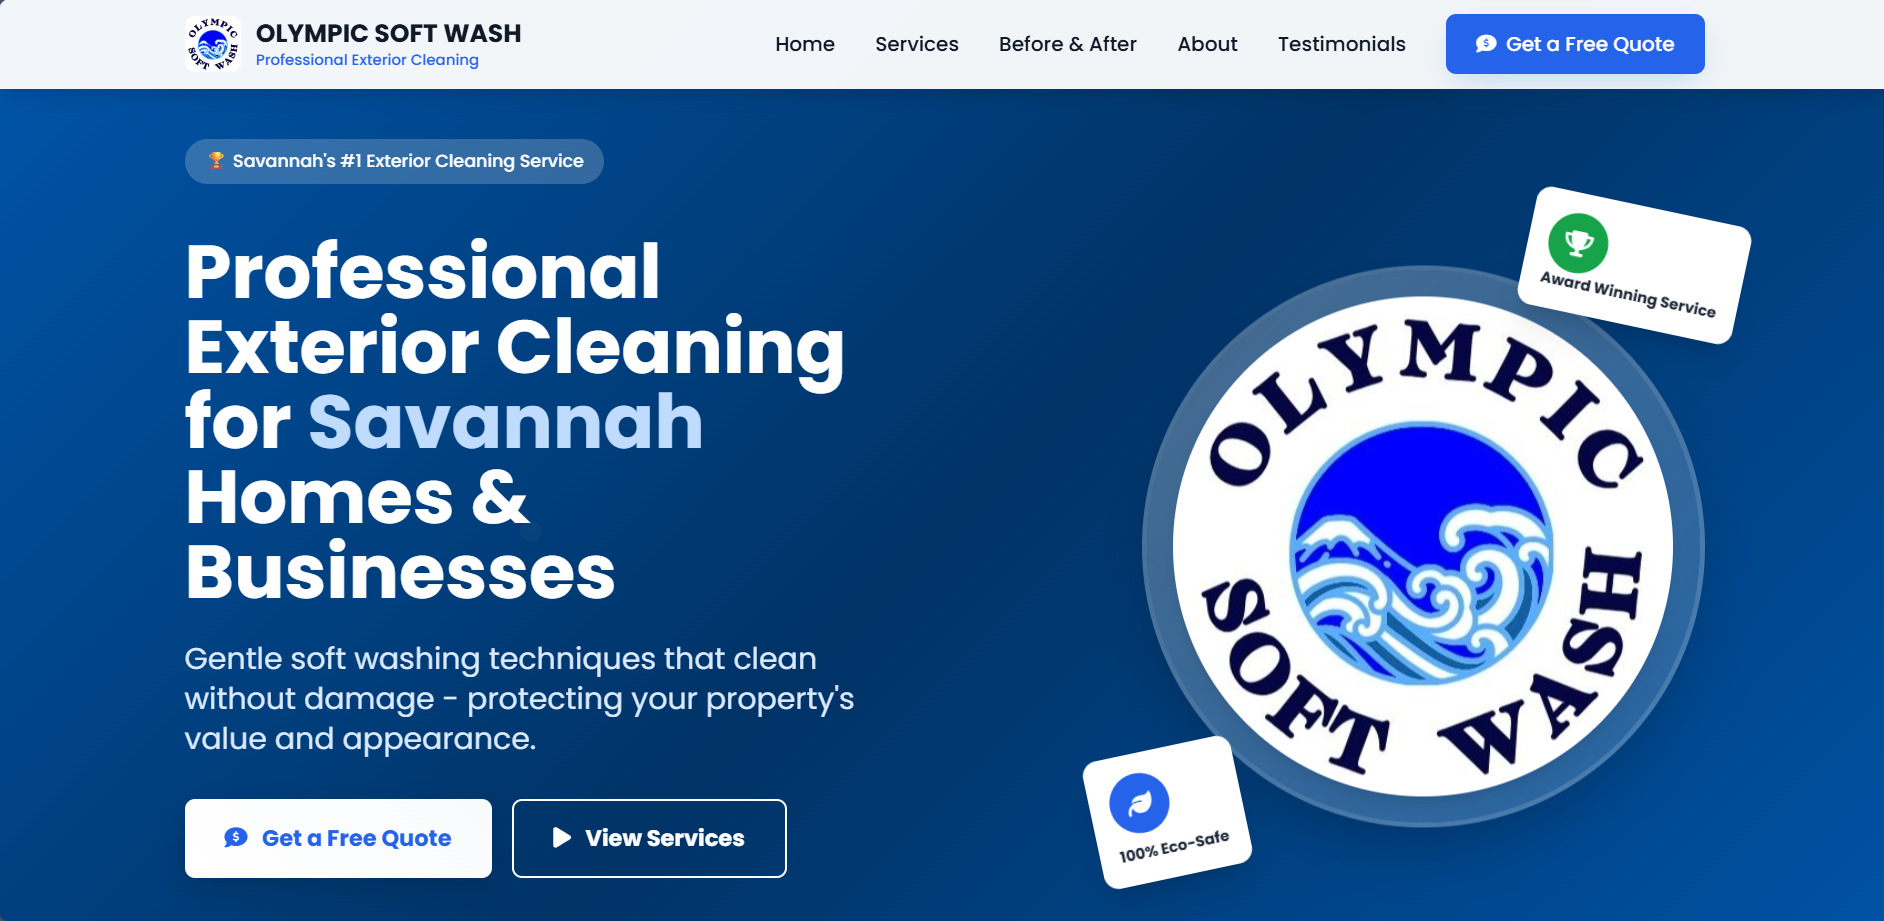 OLYMPIC SOFT WASH
OLYMPIC SOFT WASH
Professional Exterior Cleaning
Home
Services
Before & After
About
Testimonials
Get a Free Quote
🏆 Savannah's #1 Exterior Cleaning Service
Professional
Exterior Cleaning
for Savannah
Homes &
Businesses
Gentle soft washing techniques that clean
without damage - protecting your property's
value and appearance.
Get a Free Quote
View Services
Award Winning Service
OLYMPIC
SOFT WASH
100% Eco-Safe